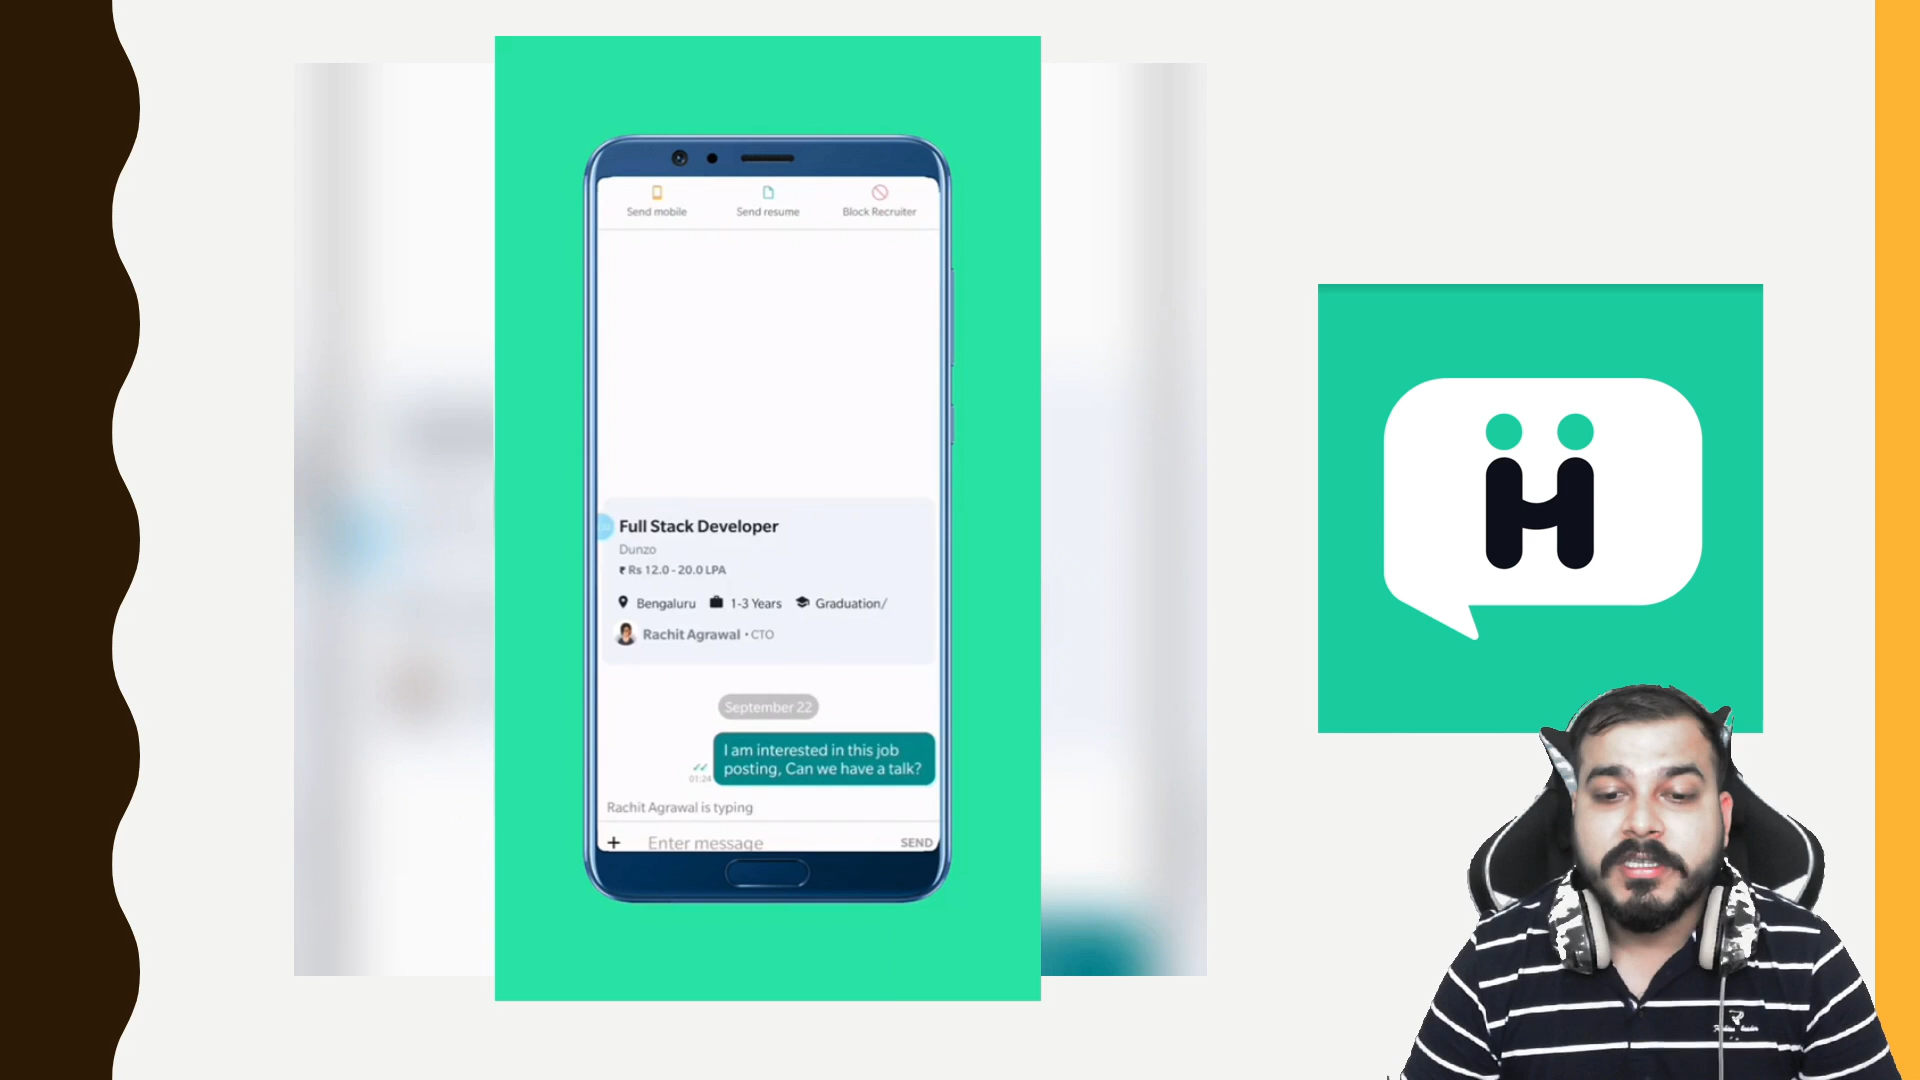 Send mobile Send resume Block Recruiter
Full Stack Developer
Dunzo
₹ Rs 12.0 - 20.0 LPA
Bengaluru 1-3 Years Graduation/
Rachit Agrawal • CTO
September 22
I am interested in this job
posting, Can we have a talk?
01:24
Rachit Agrawal is typing
+ Enter message SEND
H